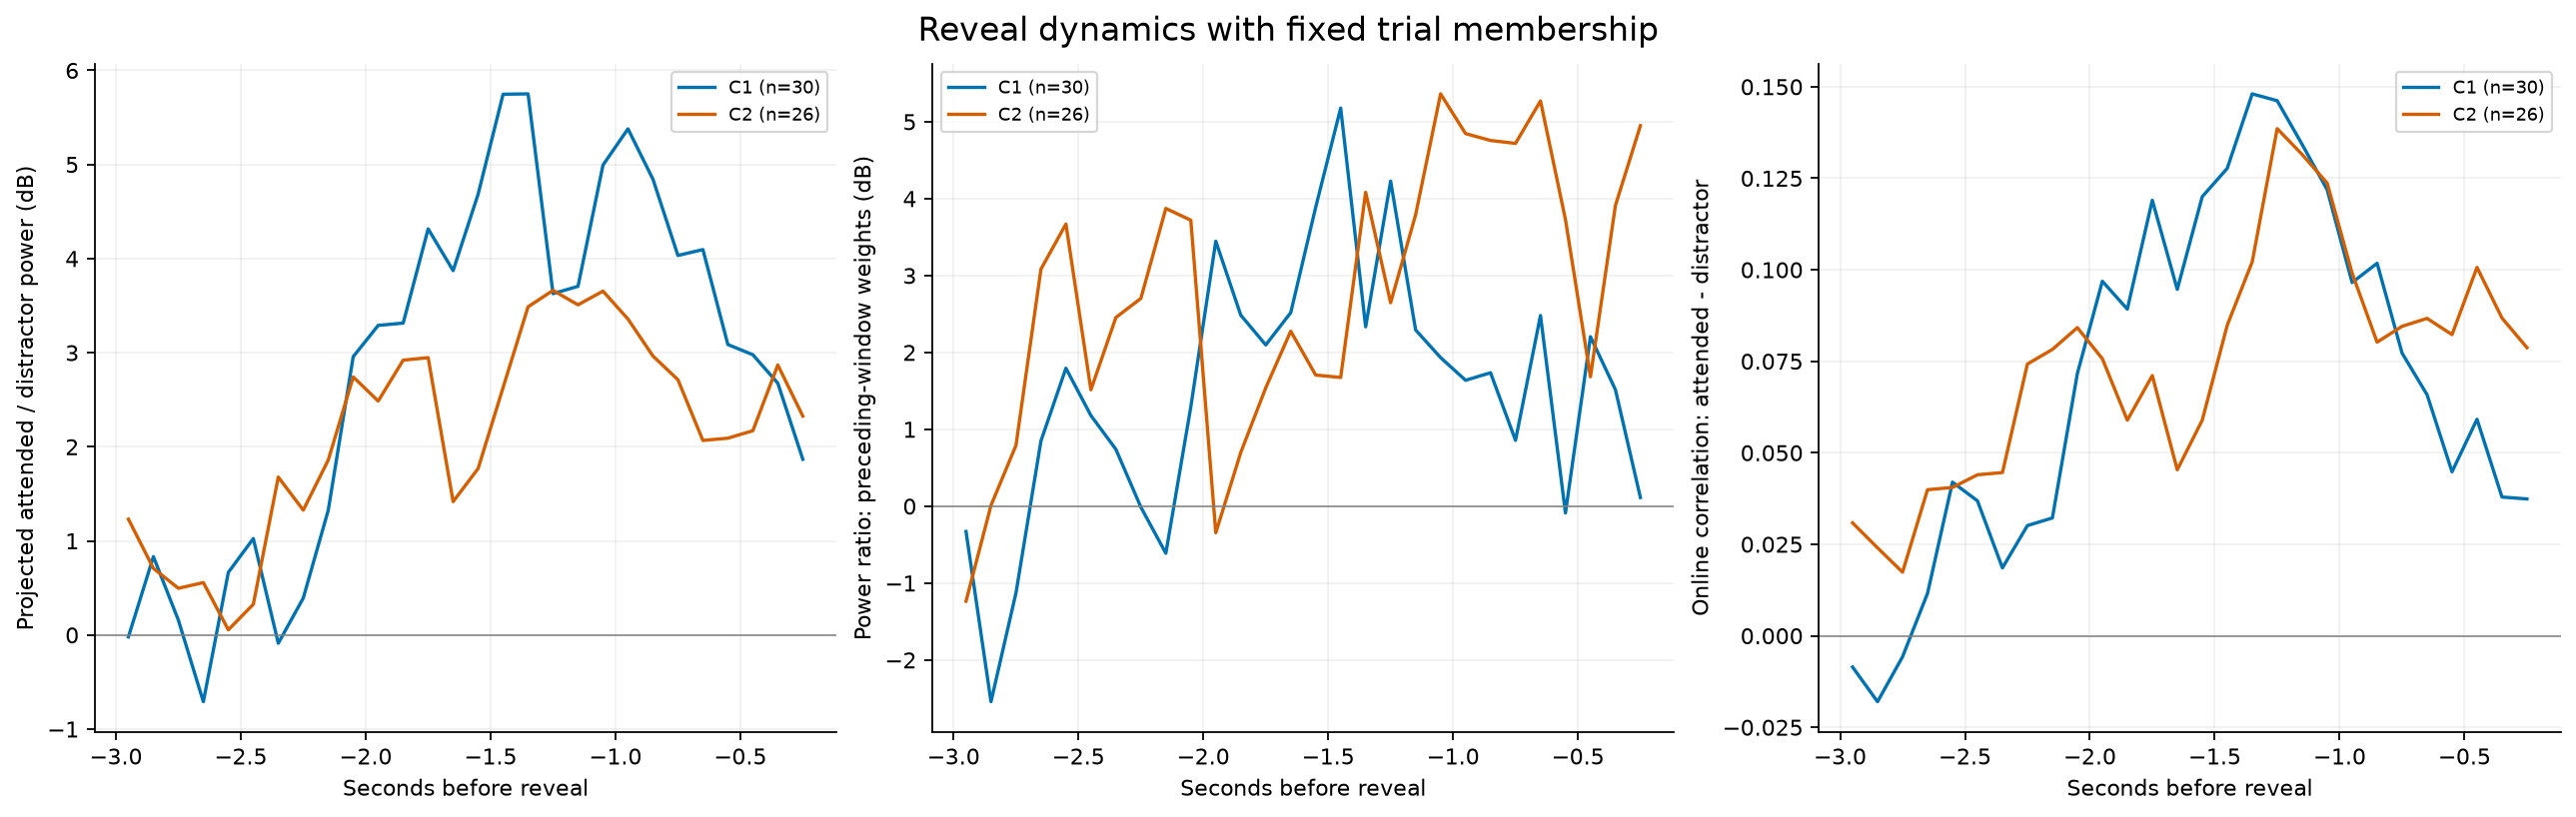 Reveal dynamics with fixed trial membership
Projected attended / distractor power (dB)
6
5
4
3
2
1
0
−1
C1 (n=30)
C2 (n=26)
−3.0 −2.5 −2.0 −1.5 −1.0 −0.5
Seconds before reveal
Power ratio: preceding-window weights (dB)
5
4
3
2
1
0
−1
−2
C1 (n=30)
C2 (n=26)
−3.0 −2.5 −2.0 −1.5 −1.0 −0.5
Seconds before reveal
Online correlation: attended - distractor
0.150
0.125
0.100
0.075
0.050
0.025
0.000
−0.025
C1 (n=30)
C2 (n=26)
−3.0 −2.5 −2.0 −1.5 −1.0 −0.5
Seconds before reveal